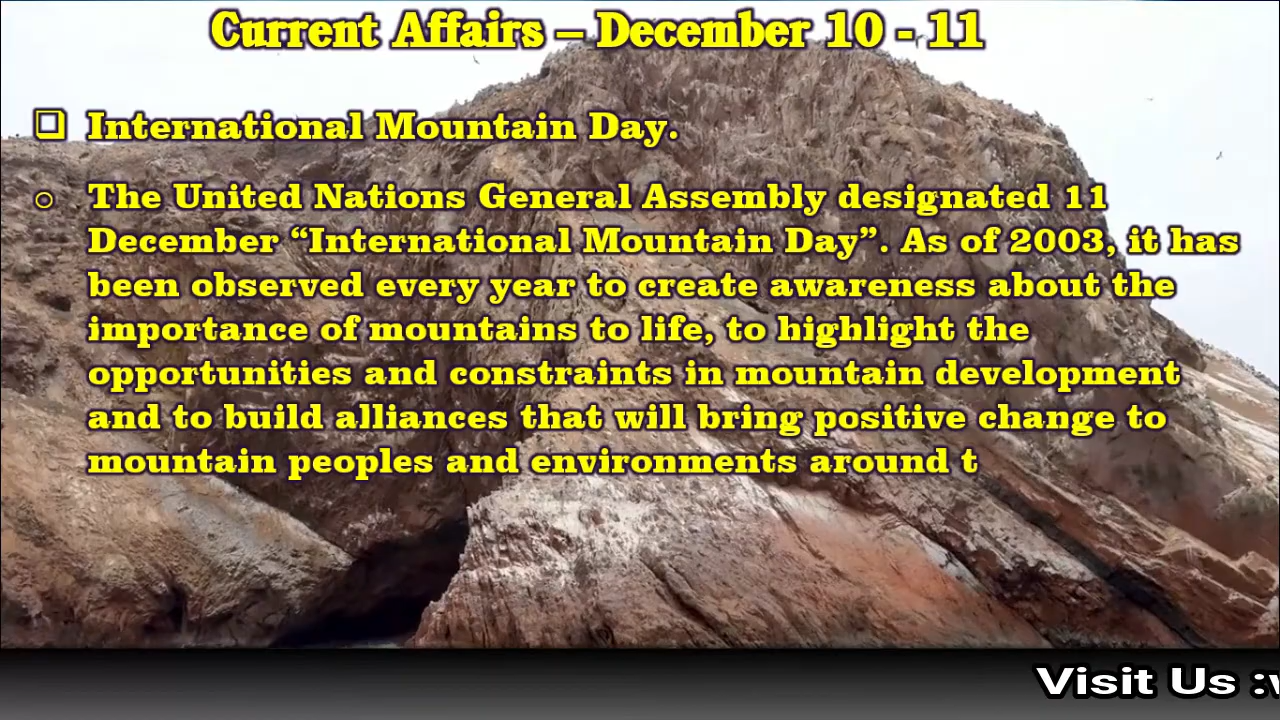 Current Affairs – December 10 - 11
❑ International Mountain Day.
o The United Nations General Assembly designated 11
December “International Mountain Day”. As of 2003, it has
been observed every year to create awareness about the
importance of mountains to life, to highlight the
opportunities and constraints in mountain development
and to build alliances that will bring positive change to
mountain peoples and environments around t
Visit Us :